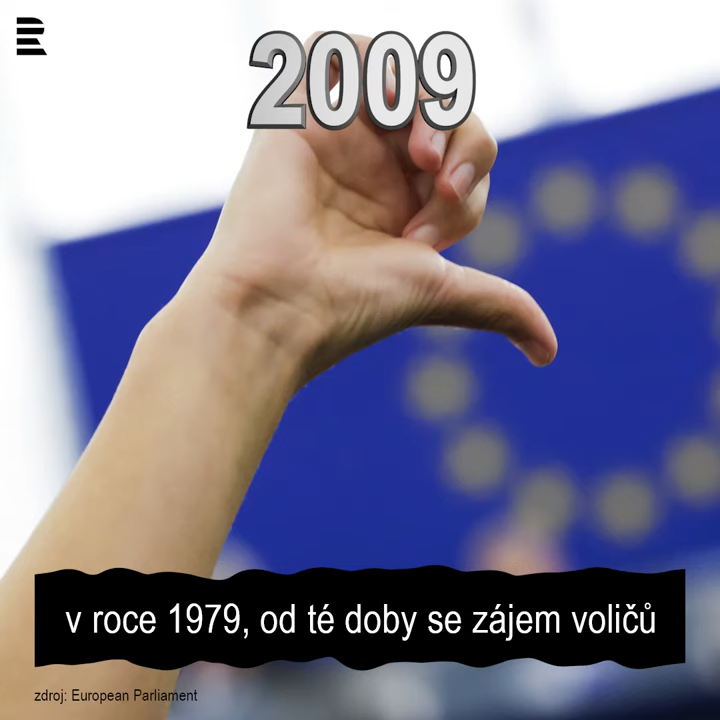 2009
v roce 1979, od té doby se zájem voličů
zdroj: European Parliament